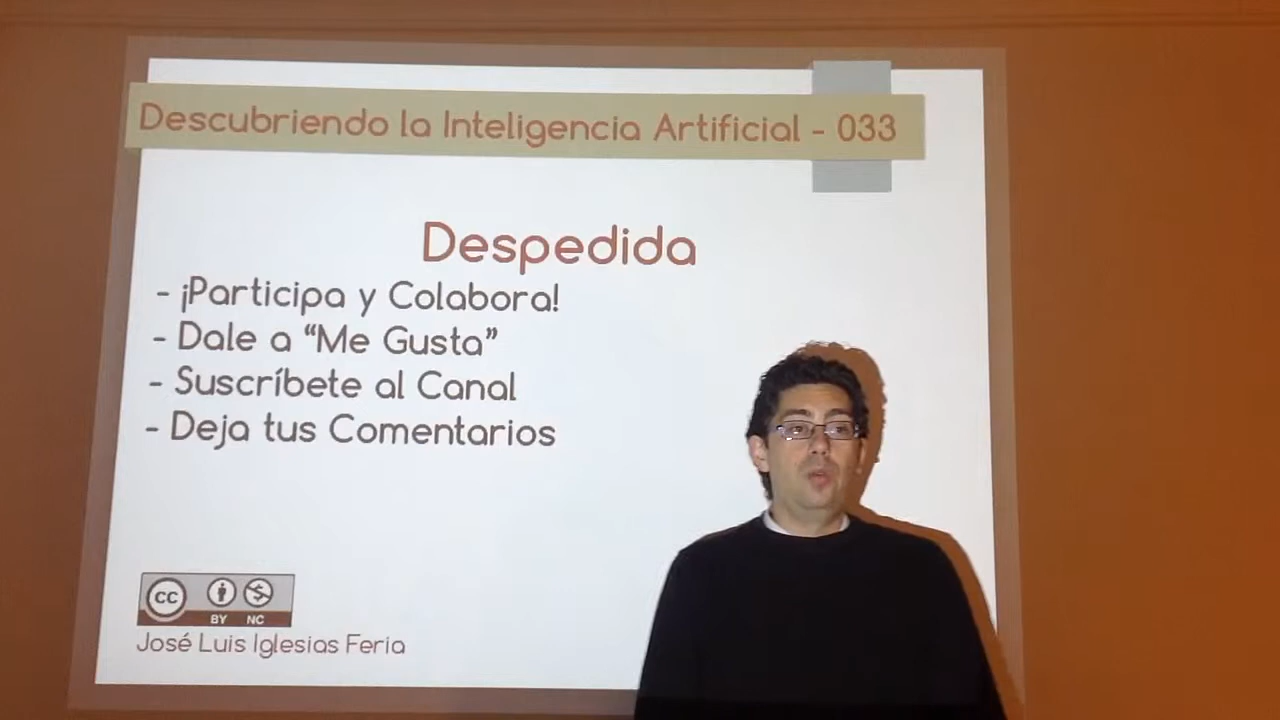 Descubriendo la Inteligencia Artificial - 033
Despedida
- ¡Participa y Colabora!
- Dale a “Me Gusta”
- Suscríbete al Canal
- Deja tus Comentarios
cc
BY NC
José Luis Iglesias Feria